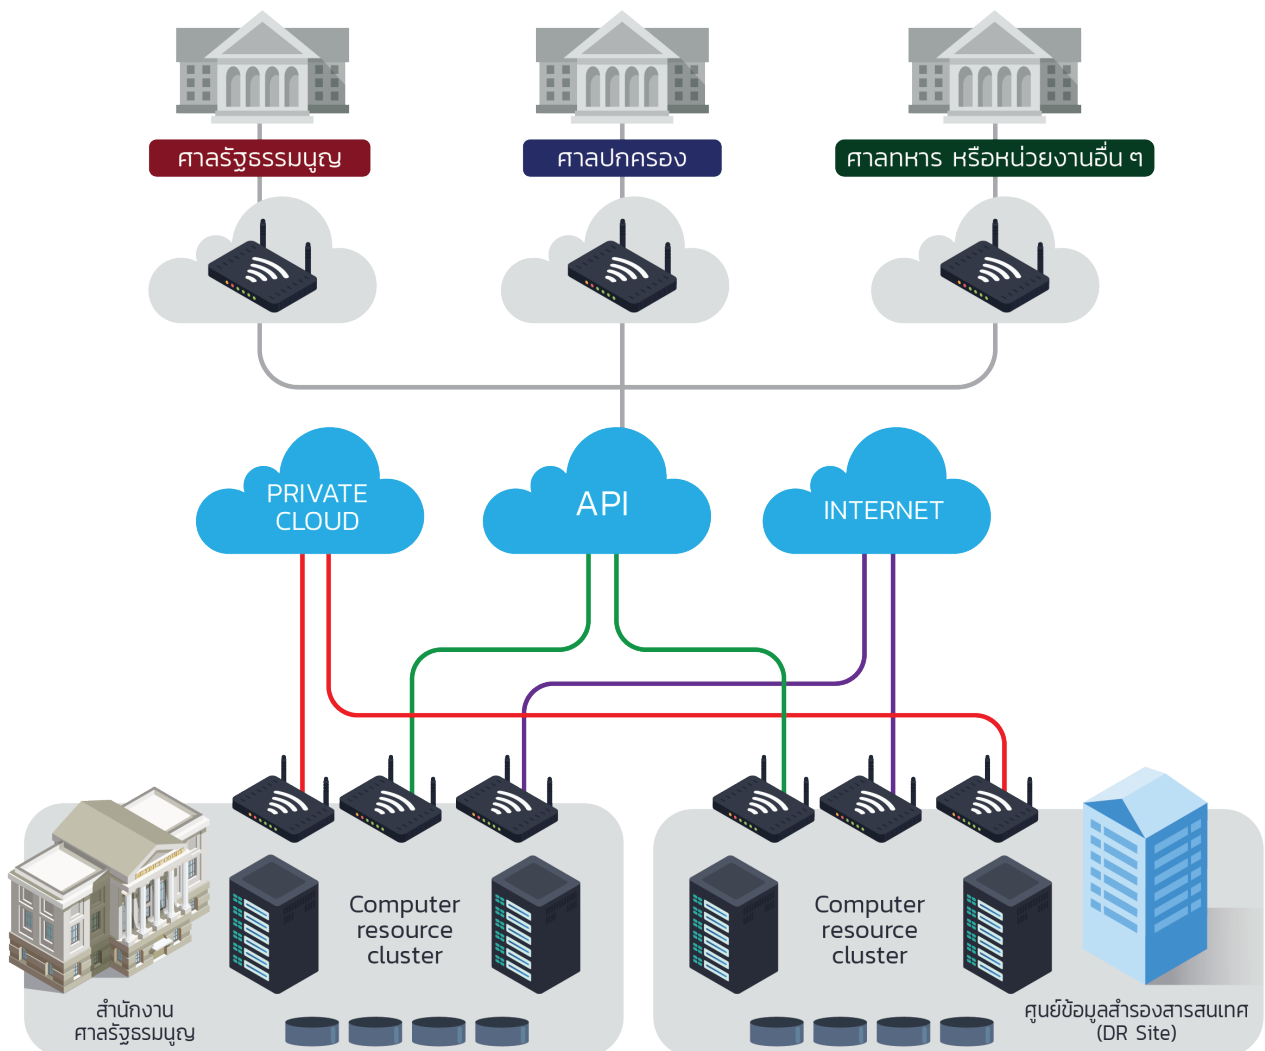 ศาลรัฐธรรมนูญ
ศาลปกครอง
ศาลทหาร หรือหน่วยงานอื่น ๆ
PRIVATE
CLOUD
API
INTERNET
Computer
resource
cluster
Computer
resource
cluster
สำนักงาน
ศาลรัฐธรมนูญ
ศูนย์ข้อมูลสำรองสารสนเทศ
(DR Site)